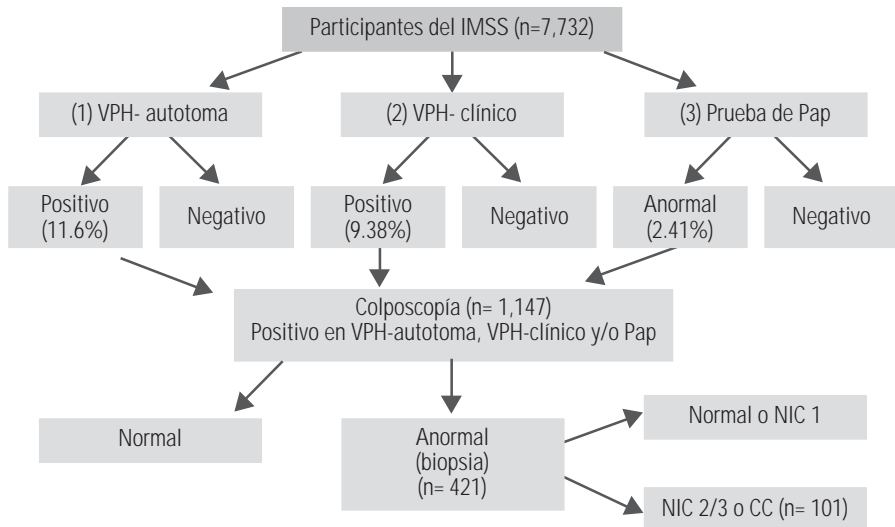 Participantes del IMSS (n=7,732)
(1) VPH- autotoma
(2) VPH- clínico
(3) Prueba de Pap
Positivo
(11.6%)
Negativo
Positivo
(9.38%)
Negativo
Anormal
(2.41%)
Negativo
Colposcopía (n= 1,147)
Positivo en VPH-autotoma, VPH-clínico y/o Pap
Normal
Anormal
(biopsia)
(n= 421)
Normal o NIC 1
NIC 2/3 o CC (n= 101)